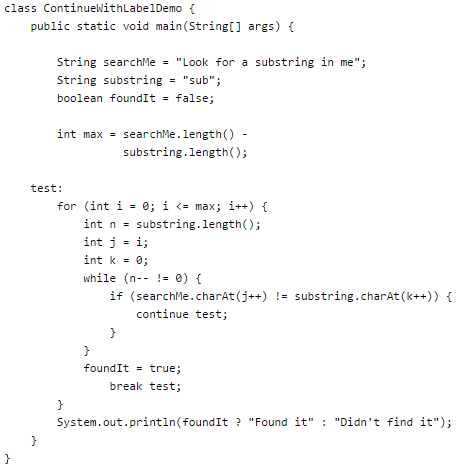 class ContinueWithLabelDemo {
    public static void main(String[] args) {

        String searchMe = "Look for a substring in me";
        String substring = "sub";
        boolean foundIt = false;

        int max = searchMe.length() -
                  substring.length();

    test:
        for (int i = 0; i <= max; i++) {
            int n = substring.length();
            int j = i;
            int k = 0;
            while (n-- != 0) {
                if (searchMe.charAt(j++) != substring.charAt(k++)) {
                    continue test;
                }
            }
            foundIt = true;
                break test;
        }
        System.out.println(foundIt ? "Found it" : "Didn't find it");
    }
}